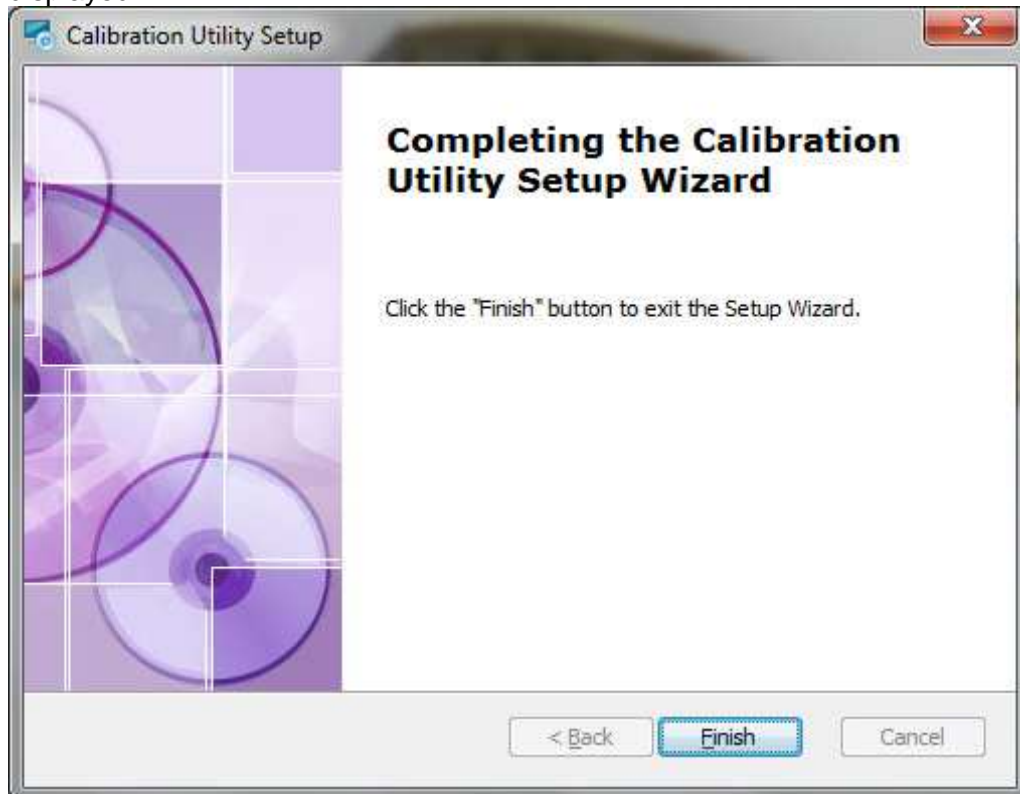 Calibration Utility Setup
Completing the Calibration
Utility Setup Wizard
Click the "Finish" button to exit the Setup Wizard.
< Back
Finish
Cancel